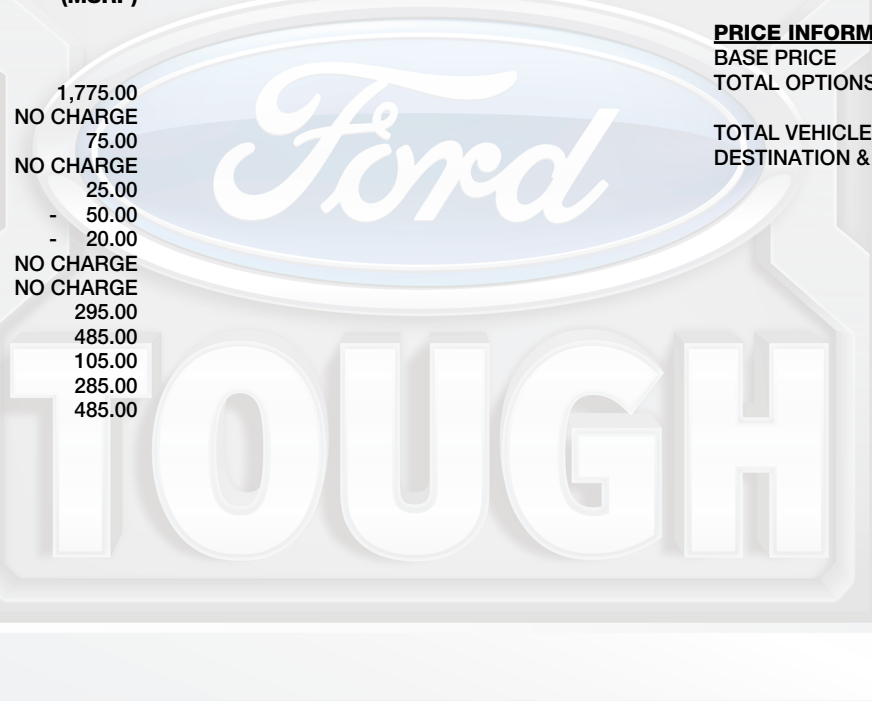 (MSRP)
PRICE INFORM
BASE PRICE
TOTAL OPTIONS
TOTAL VEHICLE
DESTINATION &
1,775.00
NO CHARGE
75.00
NO CHARGE
25.00
- 50.00
- 20.00
NO CHARGE
NO CHARGE
295.00
485.00
105.00
285.00
485.00
Ford
TOUGH